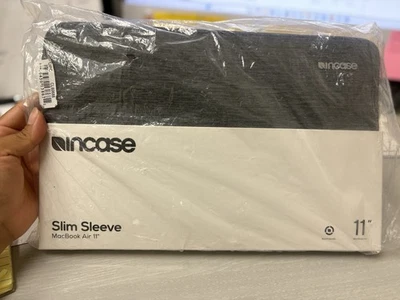 incase
incase
Slim Sleeve
MacBook Air 11"
11"